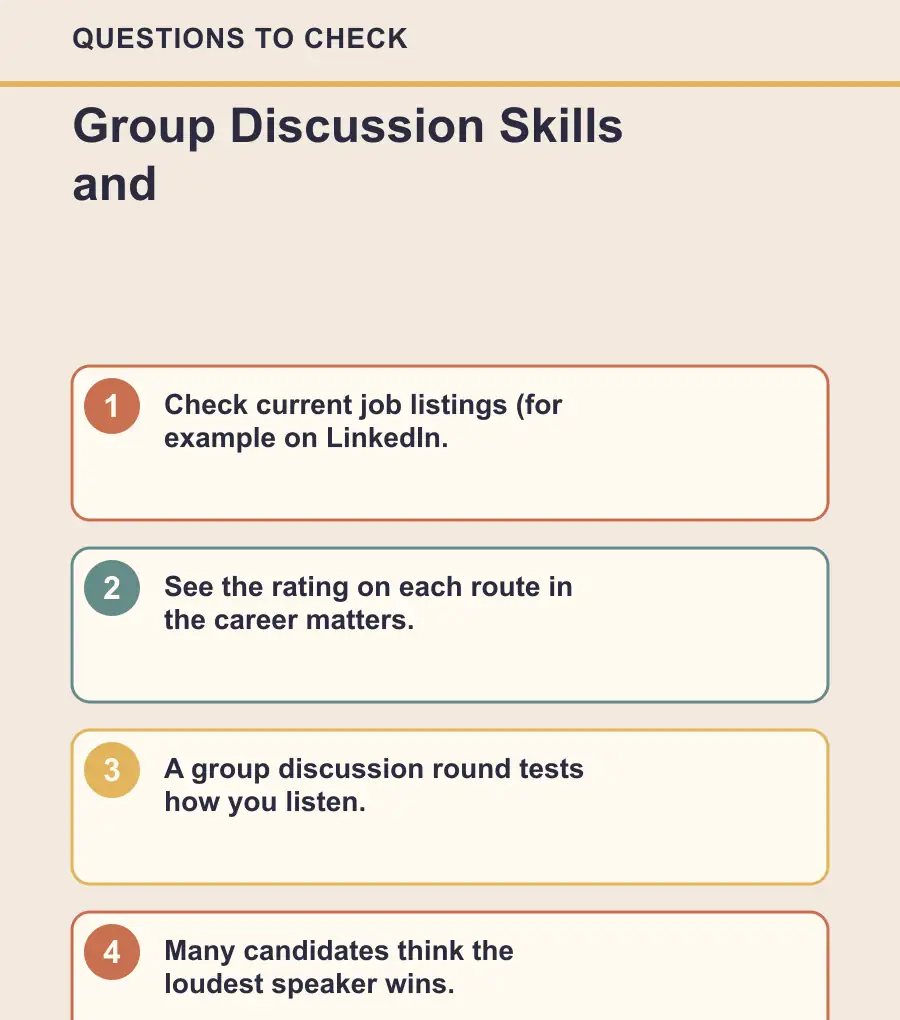 QUESTIONS TO CHECK
Group Discussion Skills
and
1
Check current job listings (for
example on LinkedIn.
2
See the rating on each route in
the career matters.
3
A group discussion round tests
how you listen.
4
Many candidates think the
loudest speaker wins.